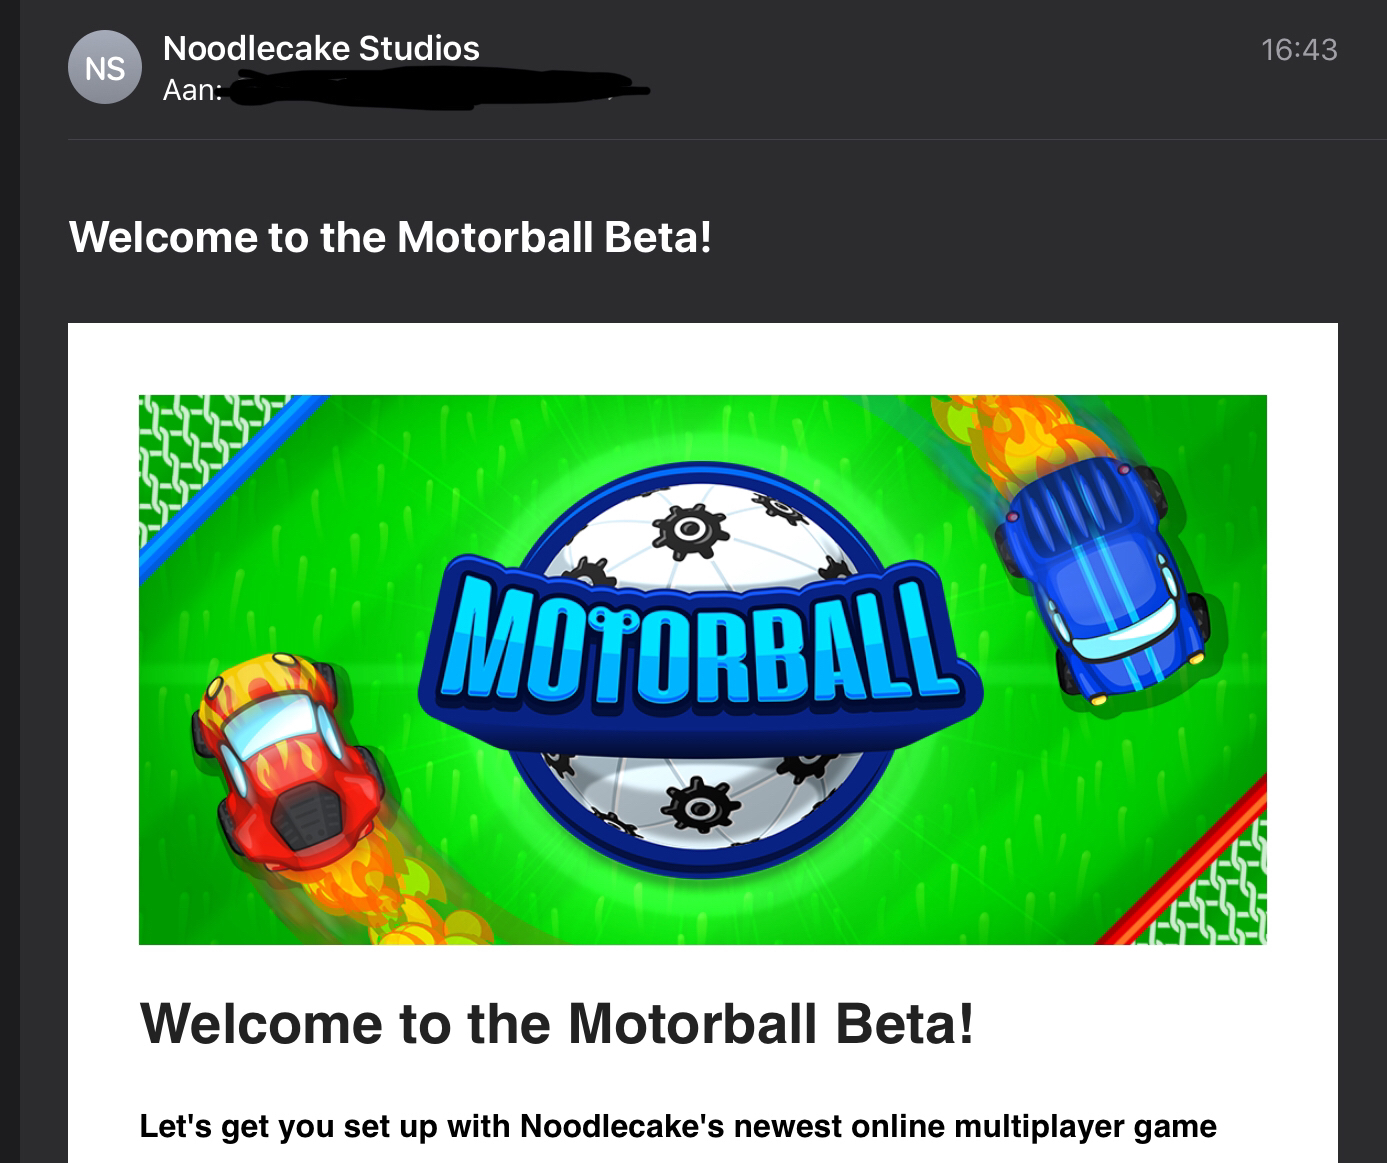 NS
Noodlecake Studios
16:43
Aan:
Welcome to the Motorball Beta!
MOTORBALL
Welcome to the Motorball Beta!
Let's get you set up with Noodlecake's newest online multiplayer game